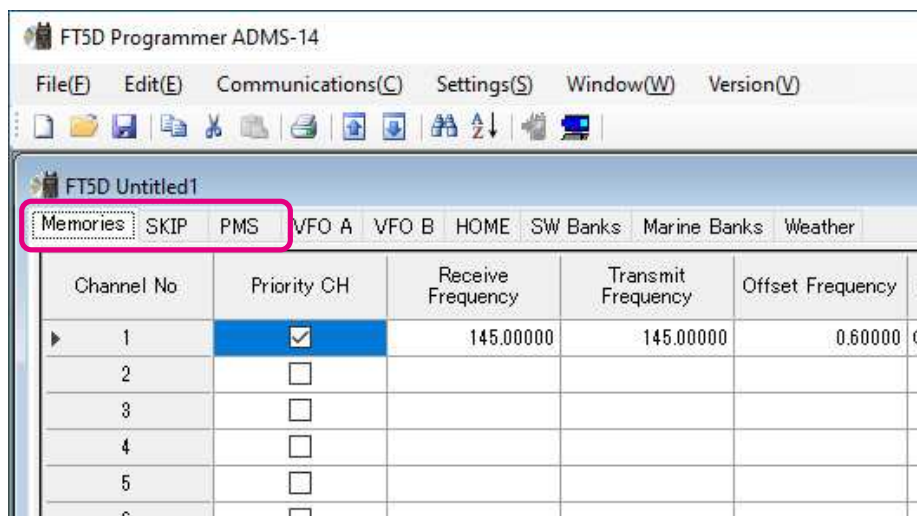 FT5D Programmer ADMS-14
File(F) Edit(E) Communications(C) Settings(S) Window(W) Version(V)
FT5D Untitled1
Memories SKIP PMS VFO A VFO B HOME SW Banks Marine Banks Weather
Channel No Priority CH Receive Frequency Transmit Frequency Offset Frequency
1 145.00000 145.00000 0.60000
2
3
4
5